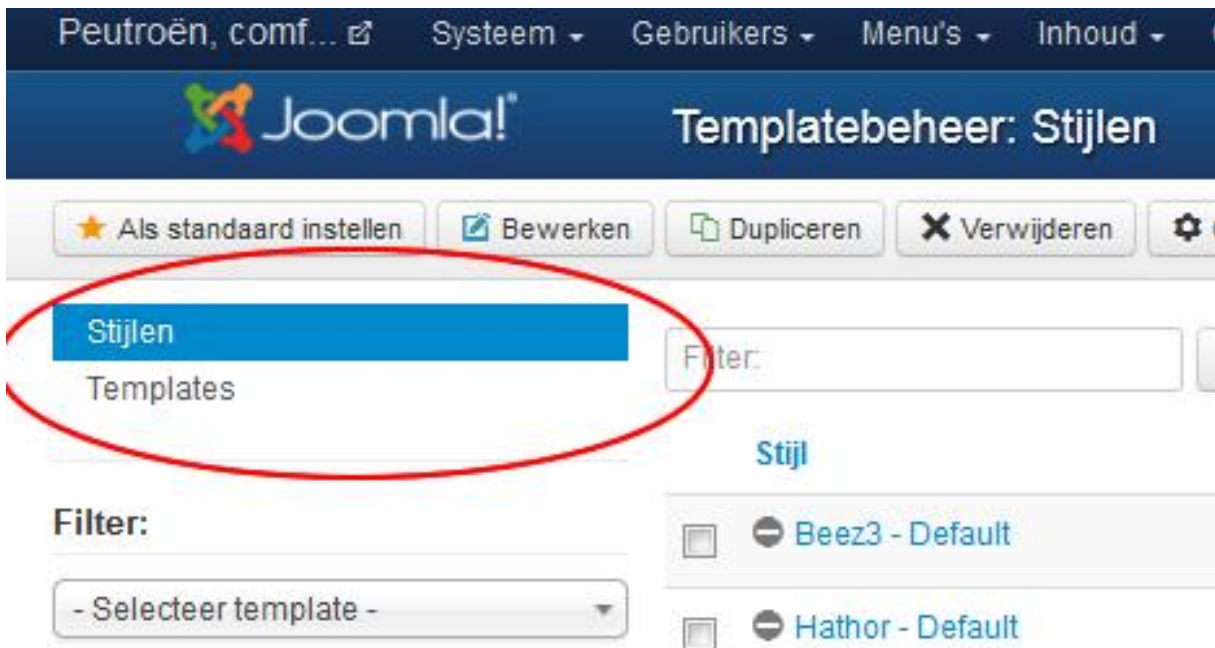 Peutroën, comf... Systeem Gebruikers Menu's Inhoud
Joomla! Templatebeheer: Stijlen
Als standaard instellen Bewerken Dupliceren Verwijderen
Stijlen
Templates
Filter:
Stijl
Filter:
Beez3 - Default
- Selecteer template -
Hathor - Default